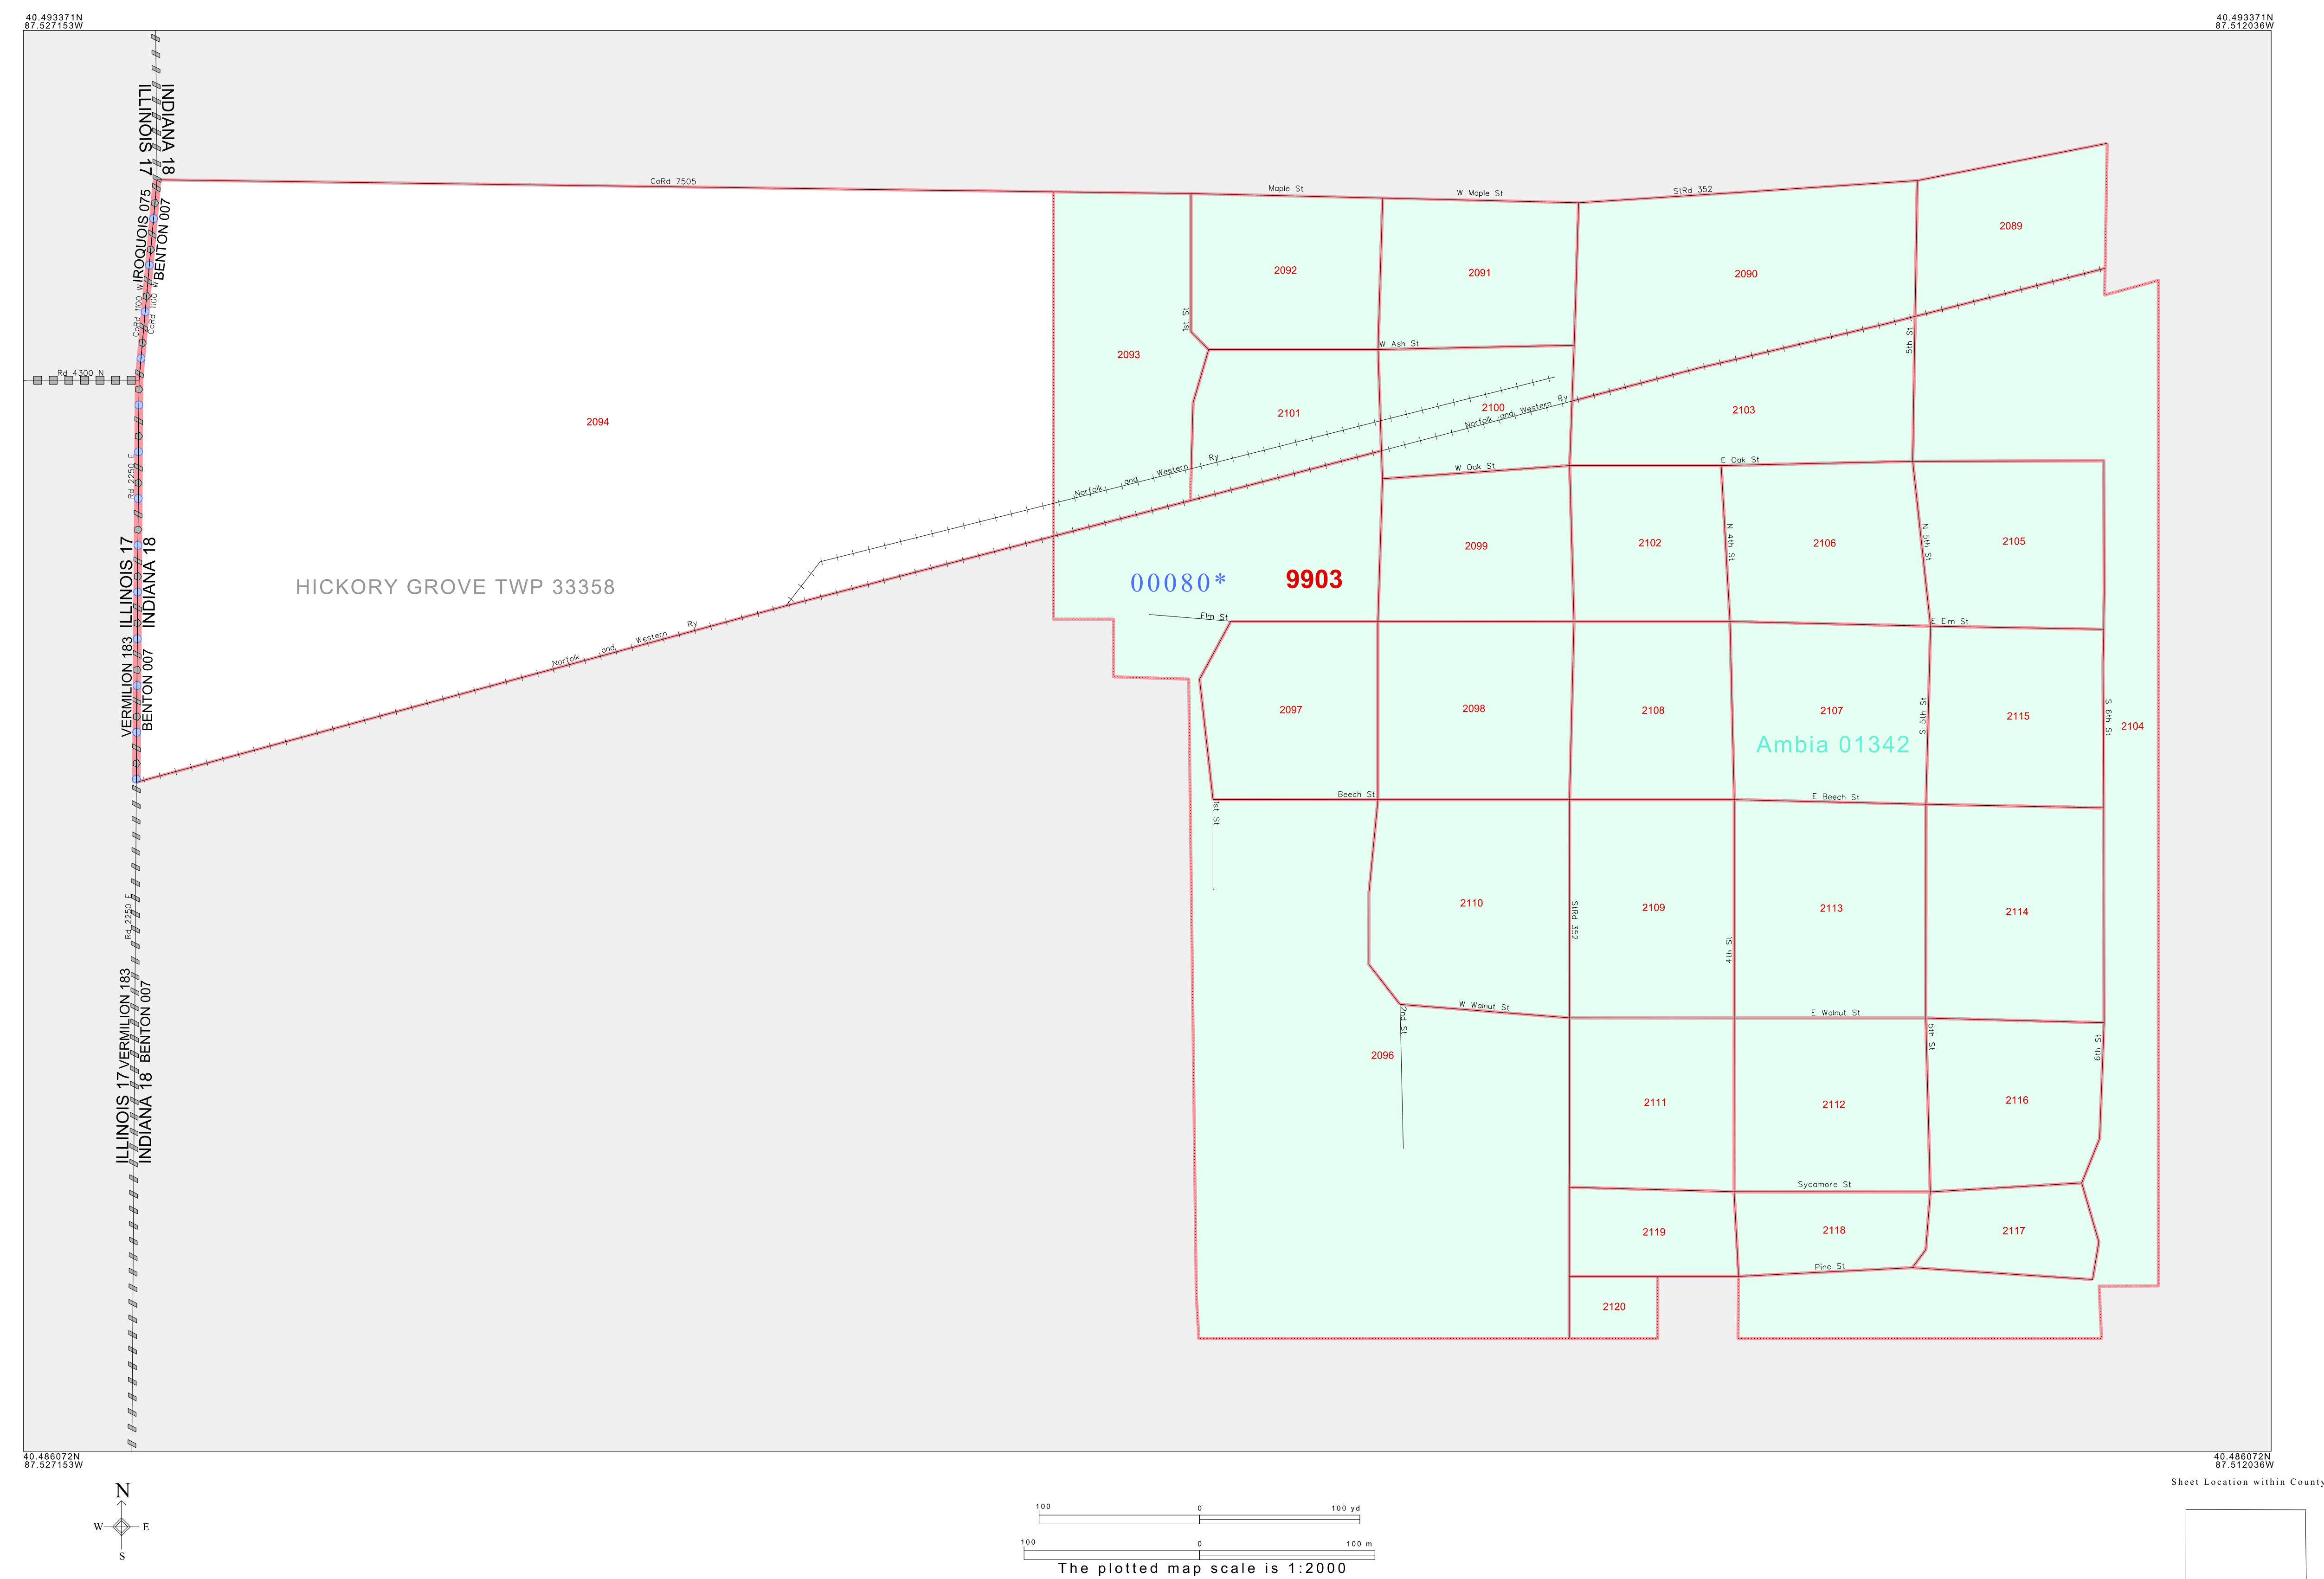 40.493371N
87.527153W
40.493371N
87.512036W
ILLINOIS 17
INDIANA 18
IROQUOIS 075
BENTON 007
CoRd 1100 W
CoRd 1100 W
Rd 4300 N
Rd 2250 E
CoRd 7505
Maple St
W Maple St
StRd 352
2089
2092
2091
2090
1st St
5th St
W Ash St
2093
2094
2101
2100
2103
Norfolk and Western Ry
Norfolk and Western Ry
W Oak St
E Oak St
2099
2102
N 4th St
2106
N 5th St
2105
ILLINOIS 17
INDIANA 18
HICKORY GROVE TWP 33358
00080*
9903
Elm St
E Elm St
Norfolk and Western Ry
VERMILION 183
BENTON 007
2097
2098
2108
2107
S 5th St
2115
S 6th St
2104
Ambia 01342
Beech St
E Beech St
1st St
Rd 2250 E
2110
StRd 352
2109
4th St
2113
2114
VERMILION 183
BENTON 007
W Walnut St
E Walnut St
2nd St
5th St
6th St
2096
ILLINOIS 17
INDIANA 18
2111
2112
2116
Sycamore St
2119
2118
2117
Pine St
2120
40.486072N
87.527153W
40.486072N
87.512036W
Sheet Location within County
N
W E
S
100 0 100 yd
100 0 100 m
The plotted map scale is 1:2000